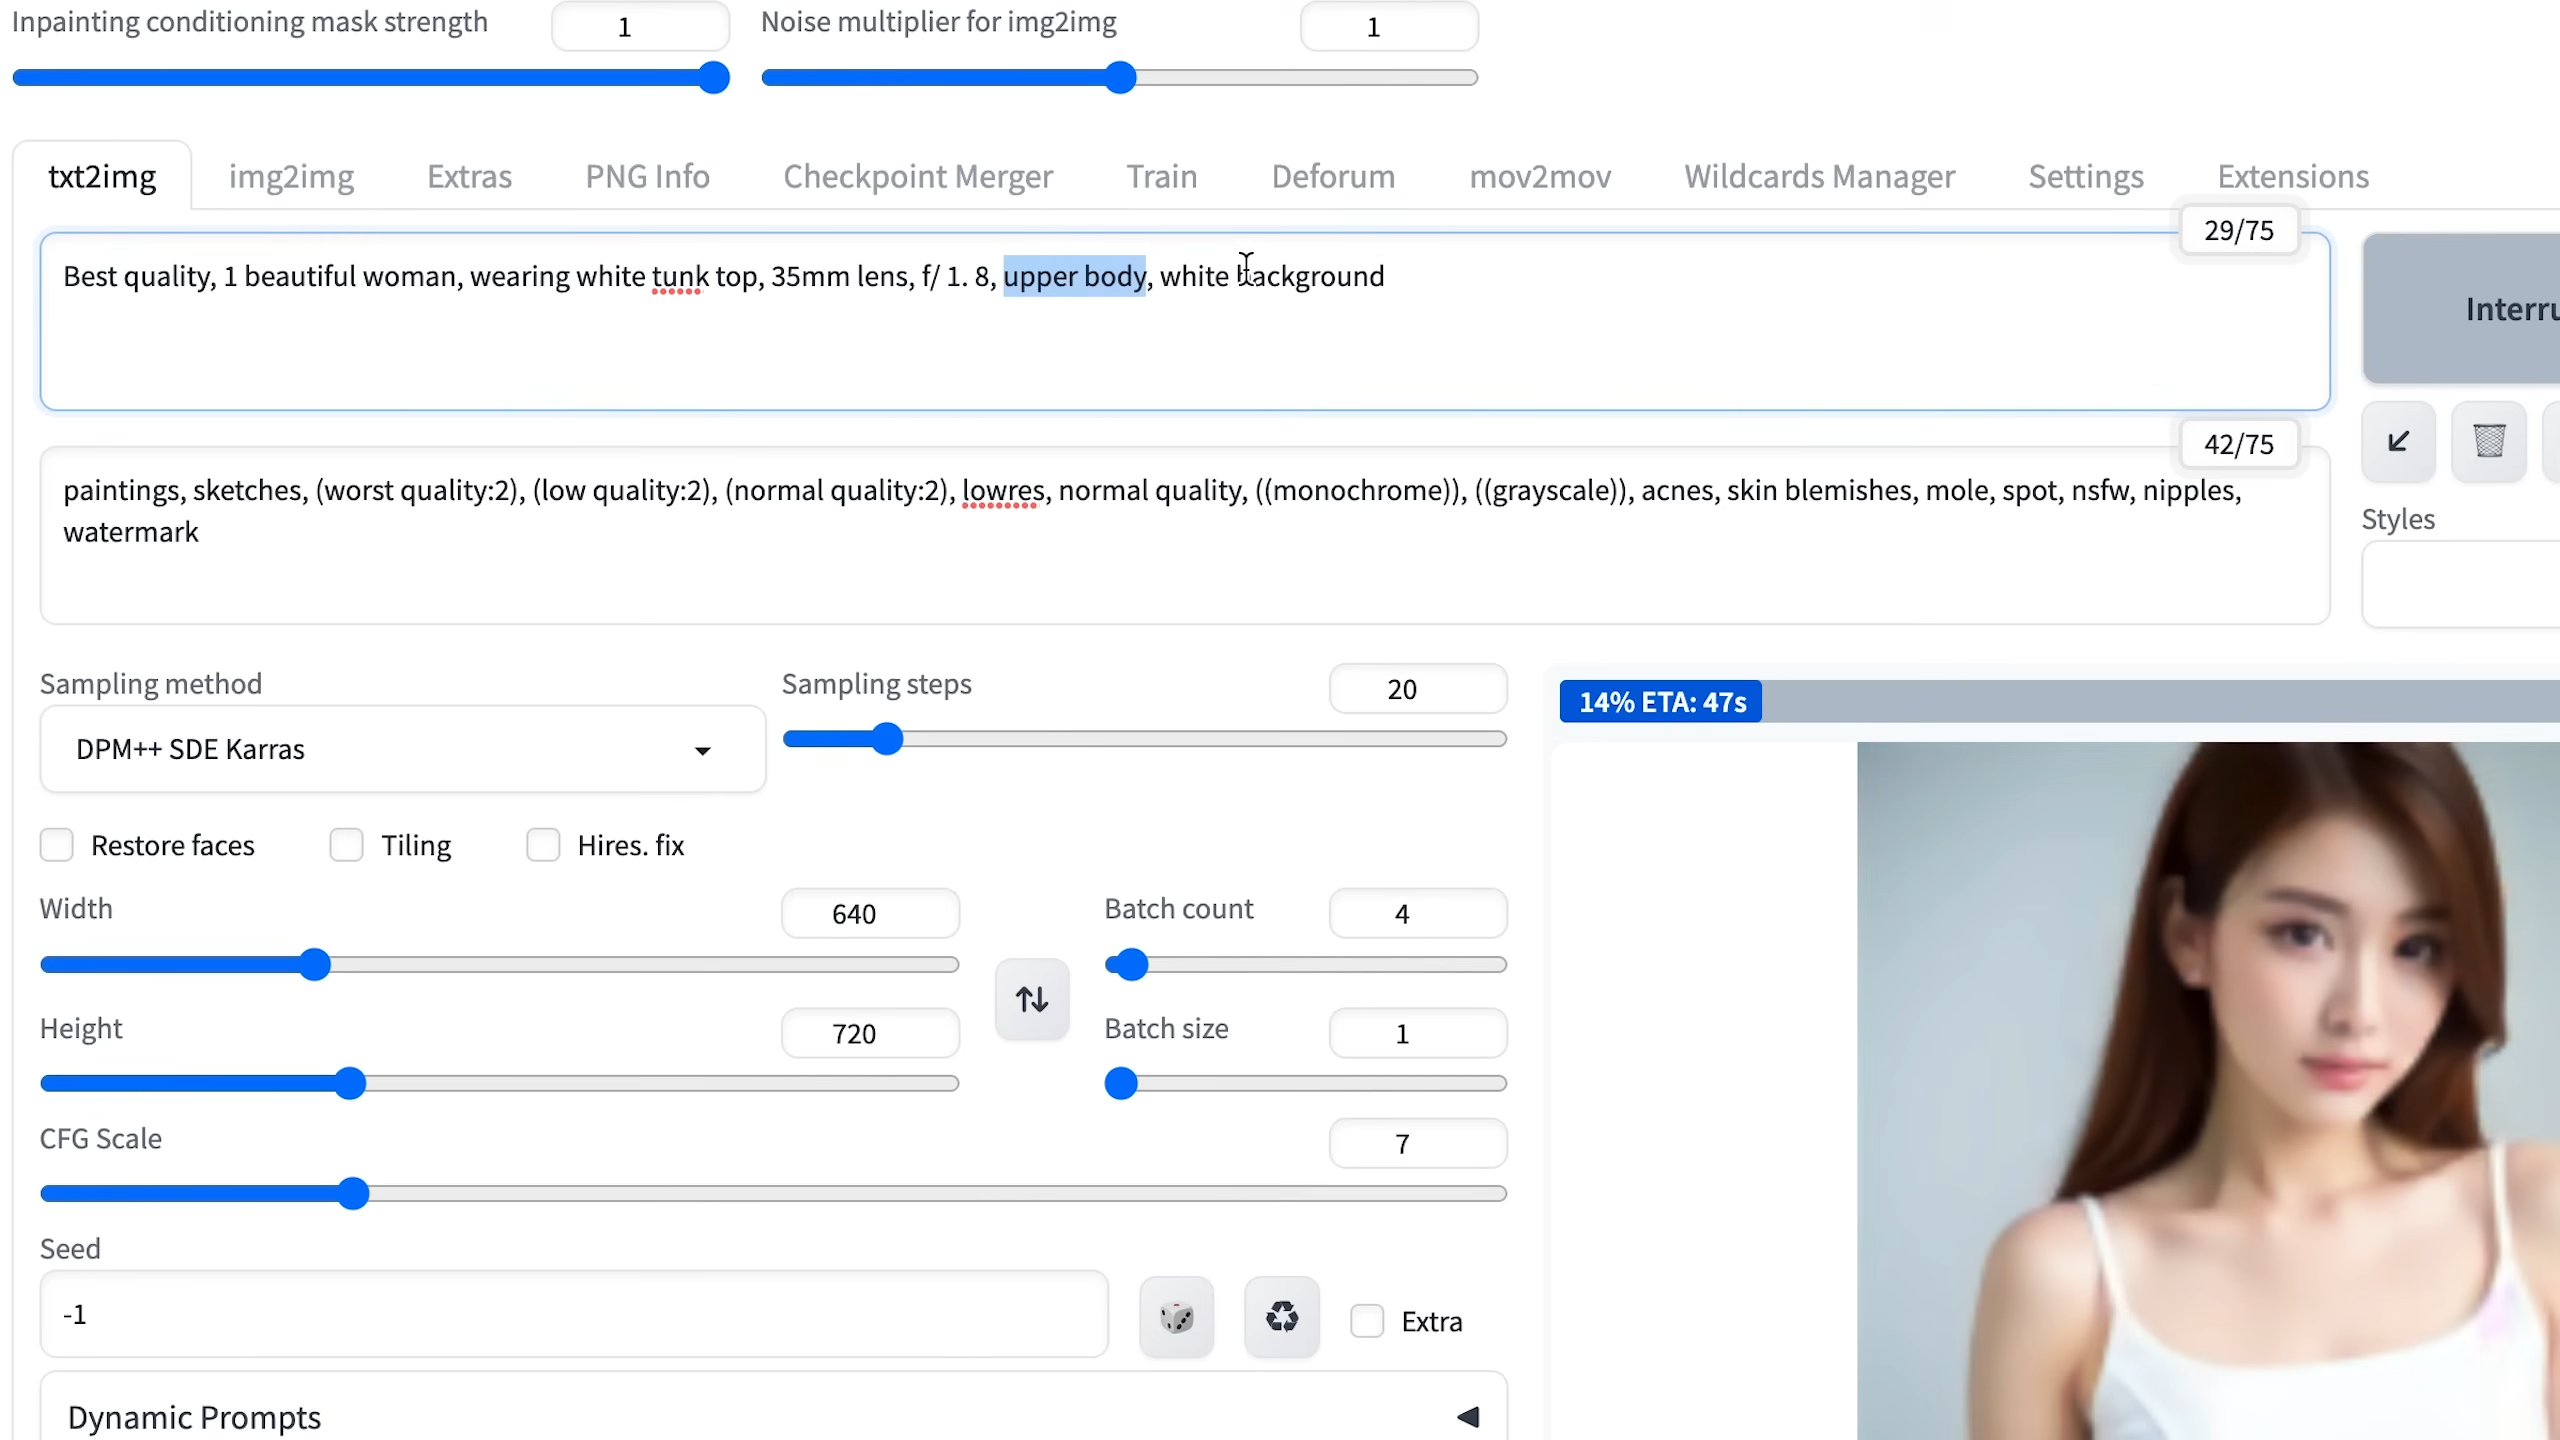 Inpainting conditioning mask strength 1 Noise multiplier for img2img 1
txt2img img2img Extras PNG Info Checkpoint Merger Train Deforum mov2mov Wildcards Manager Settings Extensions
29/75
Best quality, 1 beautiful woman, wearing white tunk top, 35mm lens, f/ 1. 8, upper body, white background
Interru
42/75
paintings, sketches, (worst quality:2), (low quality:2), (normal quality:2), lowres, normal quality, ((monochrome)), ((grayscale)), acnes, skin blemishes, mole, spot, nsfw, nipples,
watermark
Styles
Sampling method Sampling steps 20
14% ETA: 47s
DPM++ SDE Karras
Restore faces Tiling Hires. fix
Width 640 Batch count 4
Height 720 Batch size 1
CFG Scale 7
Seed
-1 Extra
Dynamic Prompts